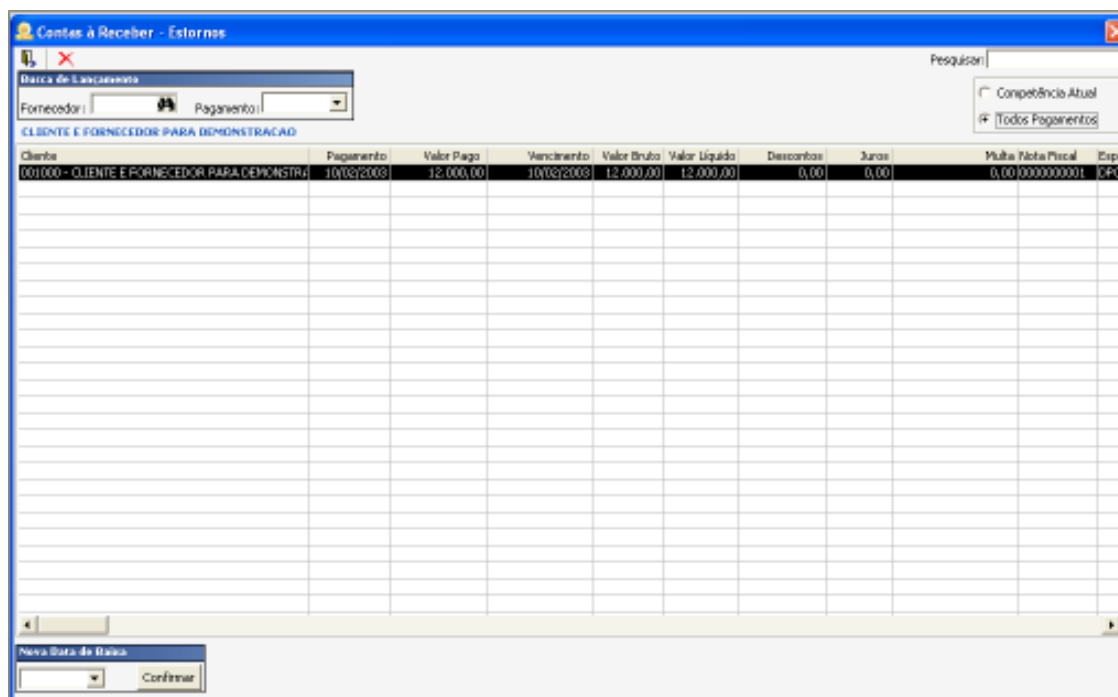 Contas à Receber - Estornos
Pesquisar:
Busca de Lançamento
Competência Atual
Fornecedor: Pagamento:
Todos Pagamentos
CLIENTE E FORNECEDOR PARA DEMONSTRACAO
Cliente Pagamento Valor Pago Vencimento Valor Bruto Valor Líquido Descontos Juros Multa Nota Fiscal Esp
001000 - CLIENTE E FORNECEDOR PARA DEMONSTRA 10/02/2003 12.000,00 10/02/2003 12.000,00 12.000,00 0,00 0,00 0,00 0000000001
Nova Data de Baixa
Confirmar